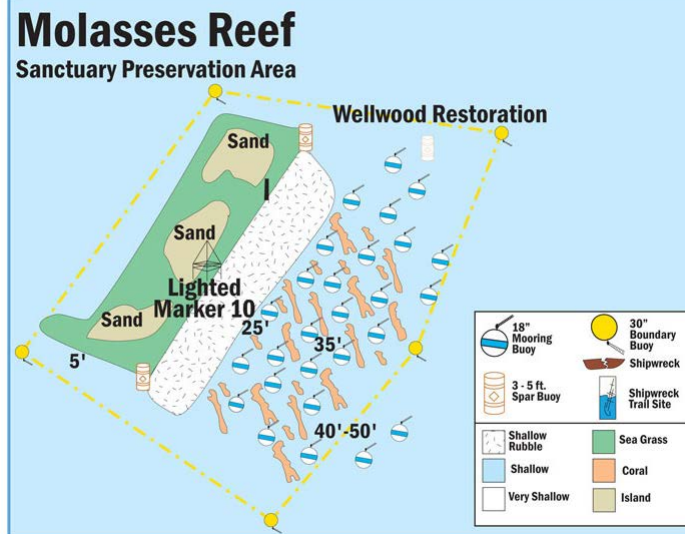 Molasses Reef
Sanctuary Preservation Area
Wellwood Restoration
Sand
Sand
Lighted
Marker 10
Sand
25'
35'
5'
40'-50'
18"
Mooring
Buoy
30"
Boundary
Buoy
Shipwreck
3 - 5 ft.
Spar Buoy
Shipwreck
Trail Site
Shallow
Rubble
Sea Grass
Shallow
Coral
Very Shallow
Island